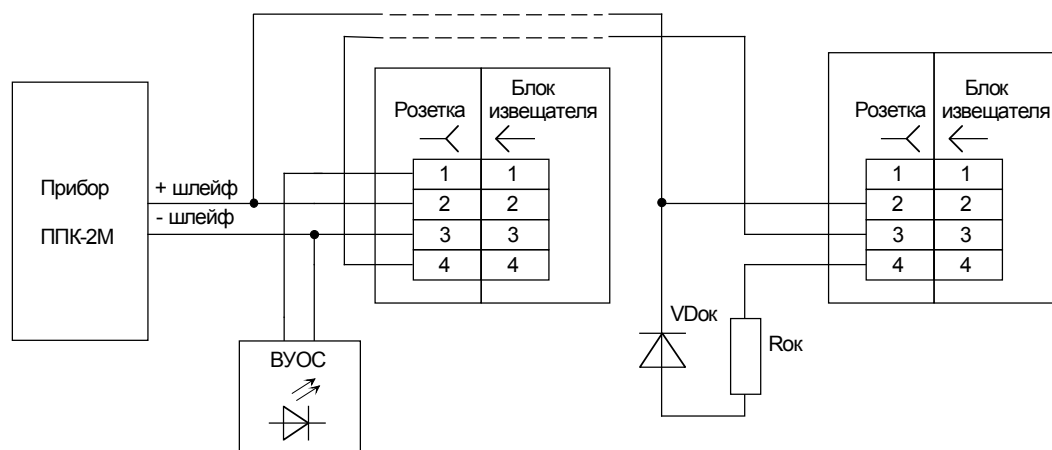 Прибор
ППК-2М
+ шлейф
- шлейф
Розетка
Блок
извещателя
1 1
2 2
3 3
4 4
ВУОС
VDок
Rок
Розетка
Блок
извещателя
1 1
2 2
3 3
4 4